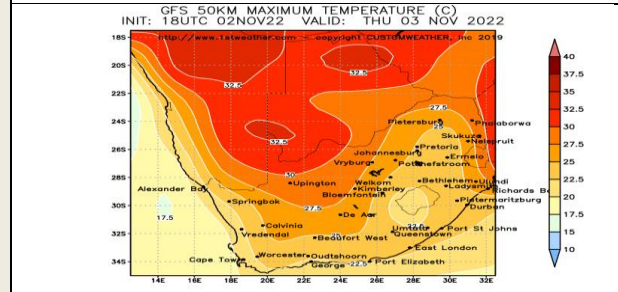 GFS 50KM MAXIMUM TEMPERATURE (C)
INIT: 18UTC 02NOV22 VALID: THU 03 NOV 2022
http://www.1stweather.com © copyright CUSTOMWEATHER, Inc 2019
18S
20S
22S
24S
26S
28S
30S
32S
34S
14E 16E 18E 20E 22E 24E 26E 28E 30E 32E
32.5
32.5
27.5
Pietersburg Phalaborwa
25
Skukuza
32.5
Nelspruit
Pretoria
Johannesburg
Ermelo
Vryburg Potchefstroom
30
Upington Welkom Bethlehem Ulundi
Alexander Bay Kimberley Ladysmith
Bloemfontein Richards B
Springbok 27.5 Pietermaritzburg
17.5 De Aar Durban
22.5
Calvinia Umtata Port St Johns
Vredendal 25 Queenstown
Beaufort West
East London
Worcester Oudtshoorn
Cape Town George 22.5 Port Elizabeth
40
37.5
35
32.5
30
27.5
25
22.5
20
17.5
15
10